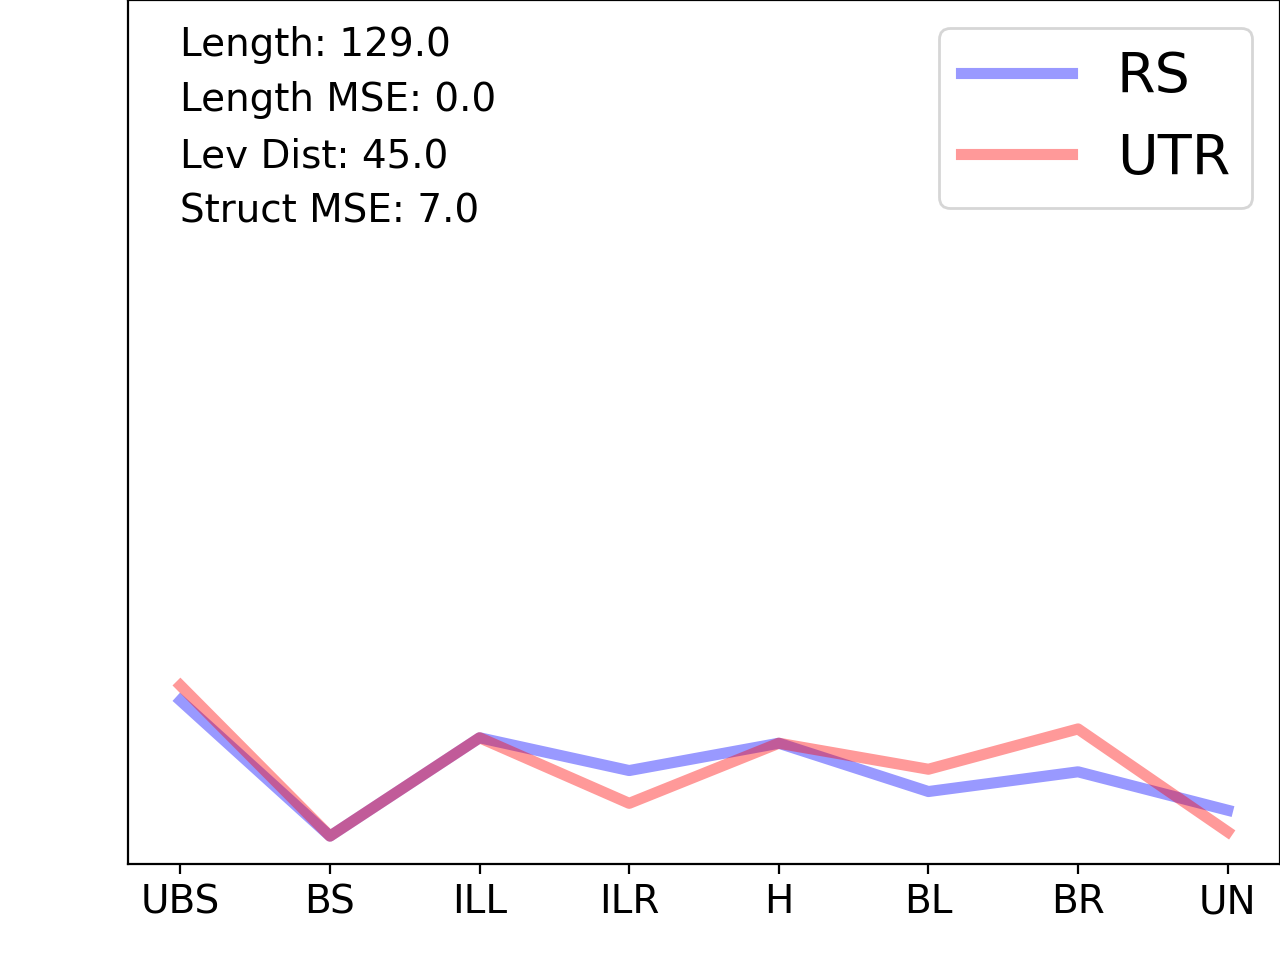 Length: 129.0
Length MSE: 0.0
Lev Dist: 45.0
Struct MSE: 7.0
RS
UTR
UBS BS ILL ILR H BL BR UN